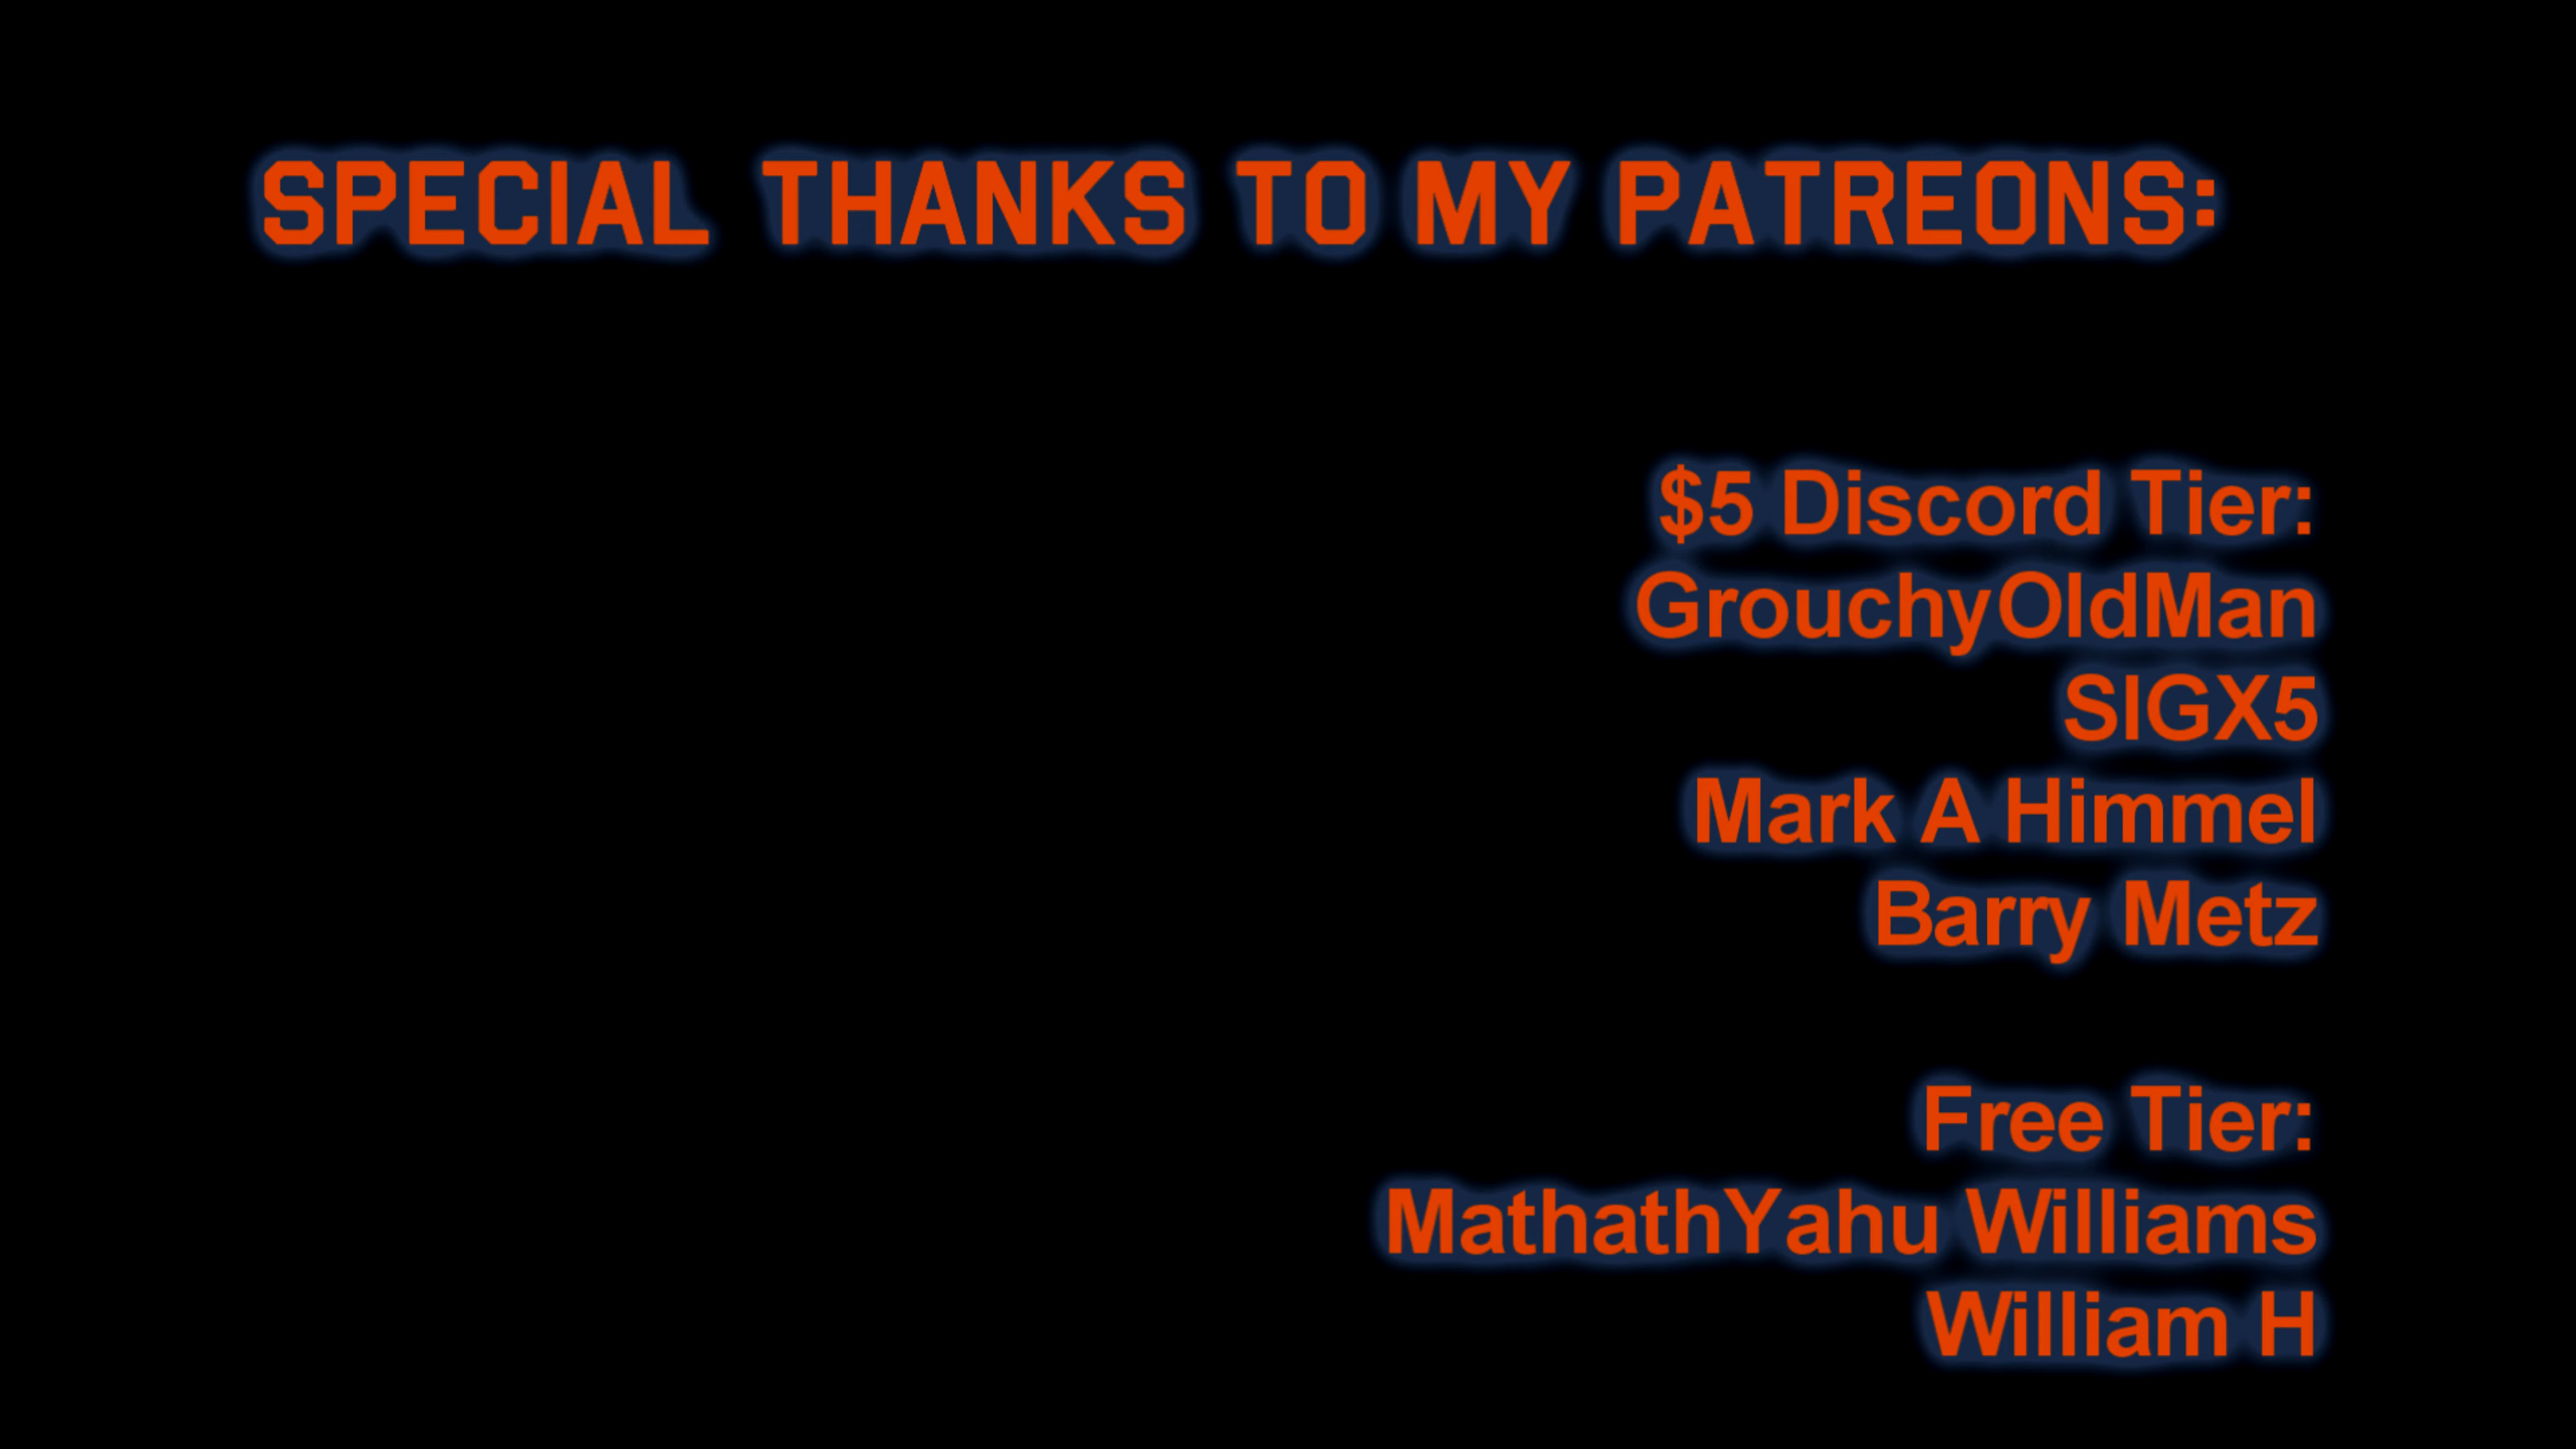 SPECIAL THANKS TO MY PATREONS:
$5 Discord Tier:
GrouchyOldMan
SIGX5
Mark A Himmel
Barry Metz
Free Tier:
MathathYahu Williams
William H